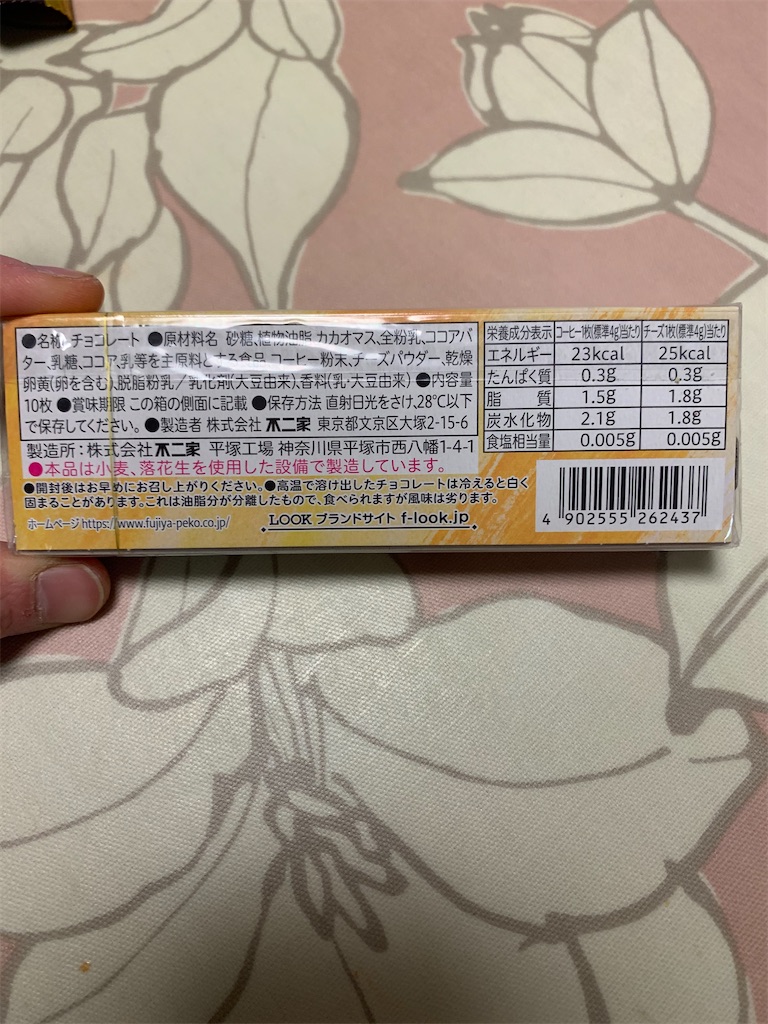 ●名称 チョコレート ●原材料名 砂糖、植物油脂、カカオマス、全粉乳、ココアバ
ター、乳糖、ココア、乳等を主原料とする食品、コーヒー粉末、チーズパウダー、乾燥
卵黄(卵を含む)、脱脂粉乳／乳化剤(大豆由来)、香料(乳・大豆由来) ●内容量
10枚 ●賞味期限 この箱の側面に記載 ●保存方法 直射日光をさけ、28℃以下
で保存してください。 ●製造者 株式会社 不二家 東京都文京区大塚2-15-6
製造所：株式会社不二家 平塚工場 神奈川県平塚市西八幡1-4-1
●本品は小麦、落花生を使用した設備で製造しています。
●開封後はお早めにお召し上がりください。●高温で溶け出したチョコレートは冷えると白く
固まることがあります。これは油脂分が分離したもので、食べられますが風味は劣ります。
ホームページ https://www.fujiya-peko.co.jp/ LOOK ブランドサイト f-look.jp
栄養成分表示 コーヒー1枚(標準4g)当たり チーズ1枚(標準4g)当たり
エネルギー 23kcal 25kcal
たんぱく質 0.3g 0.3g
脂質 1.5g 1.8g
炭水化物 2.1g 1.8g
食塩相当量 0.005g 0.005g
4 902555 262437